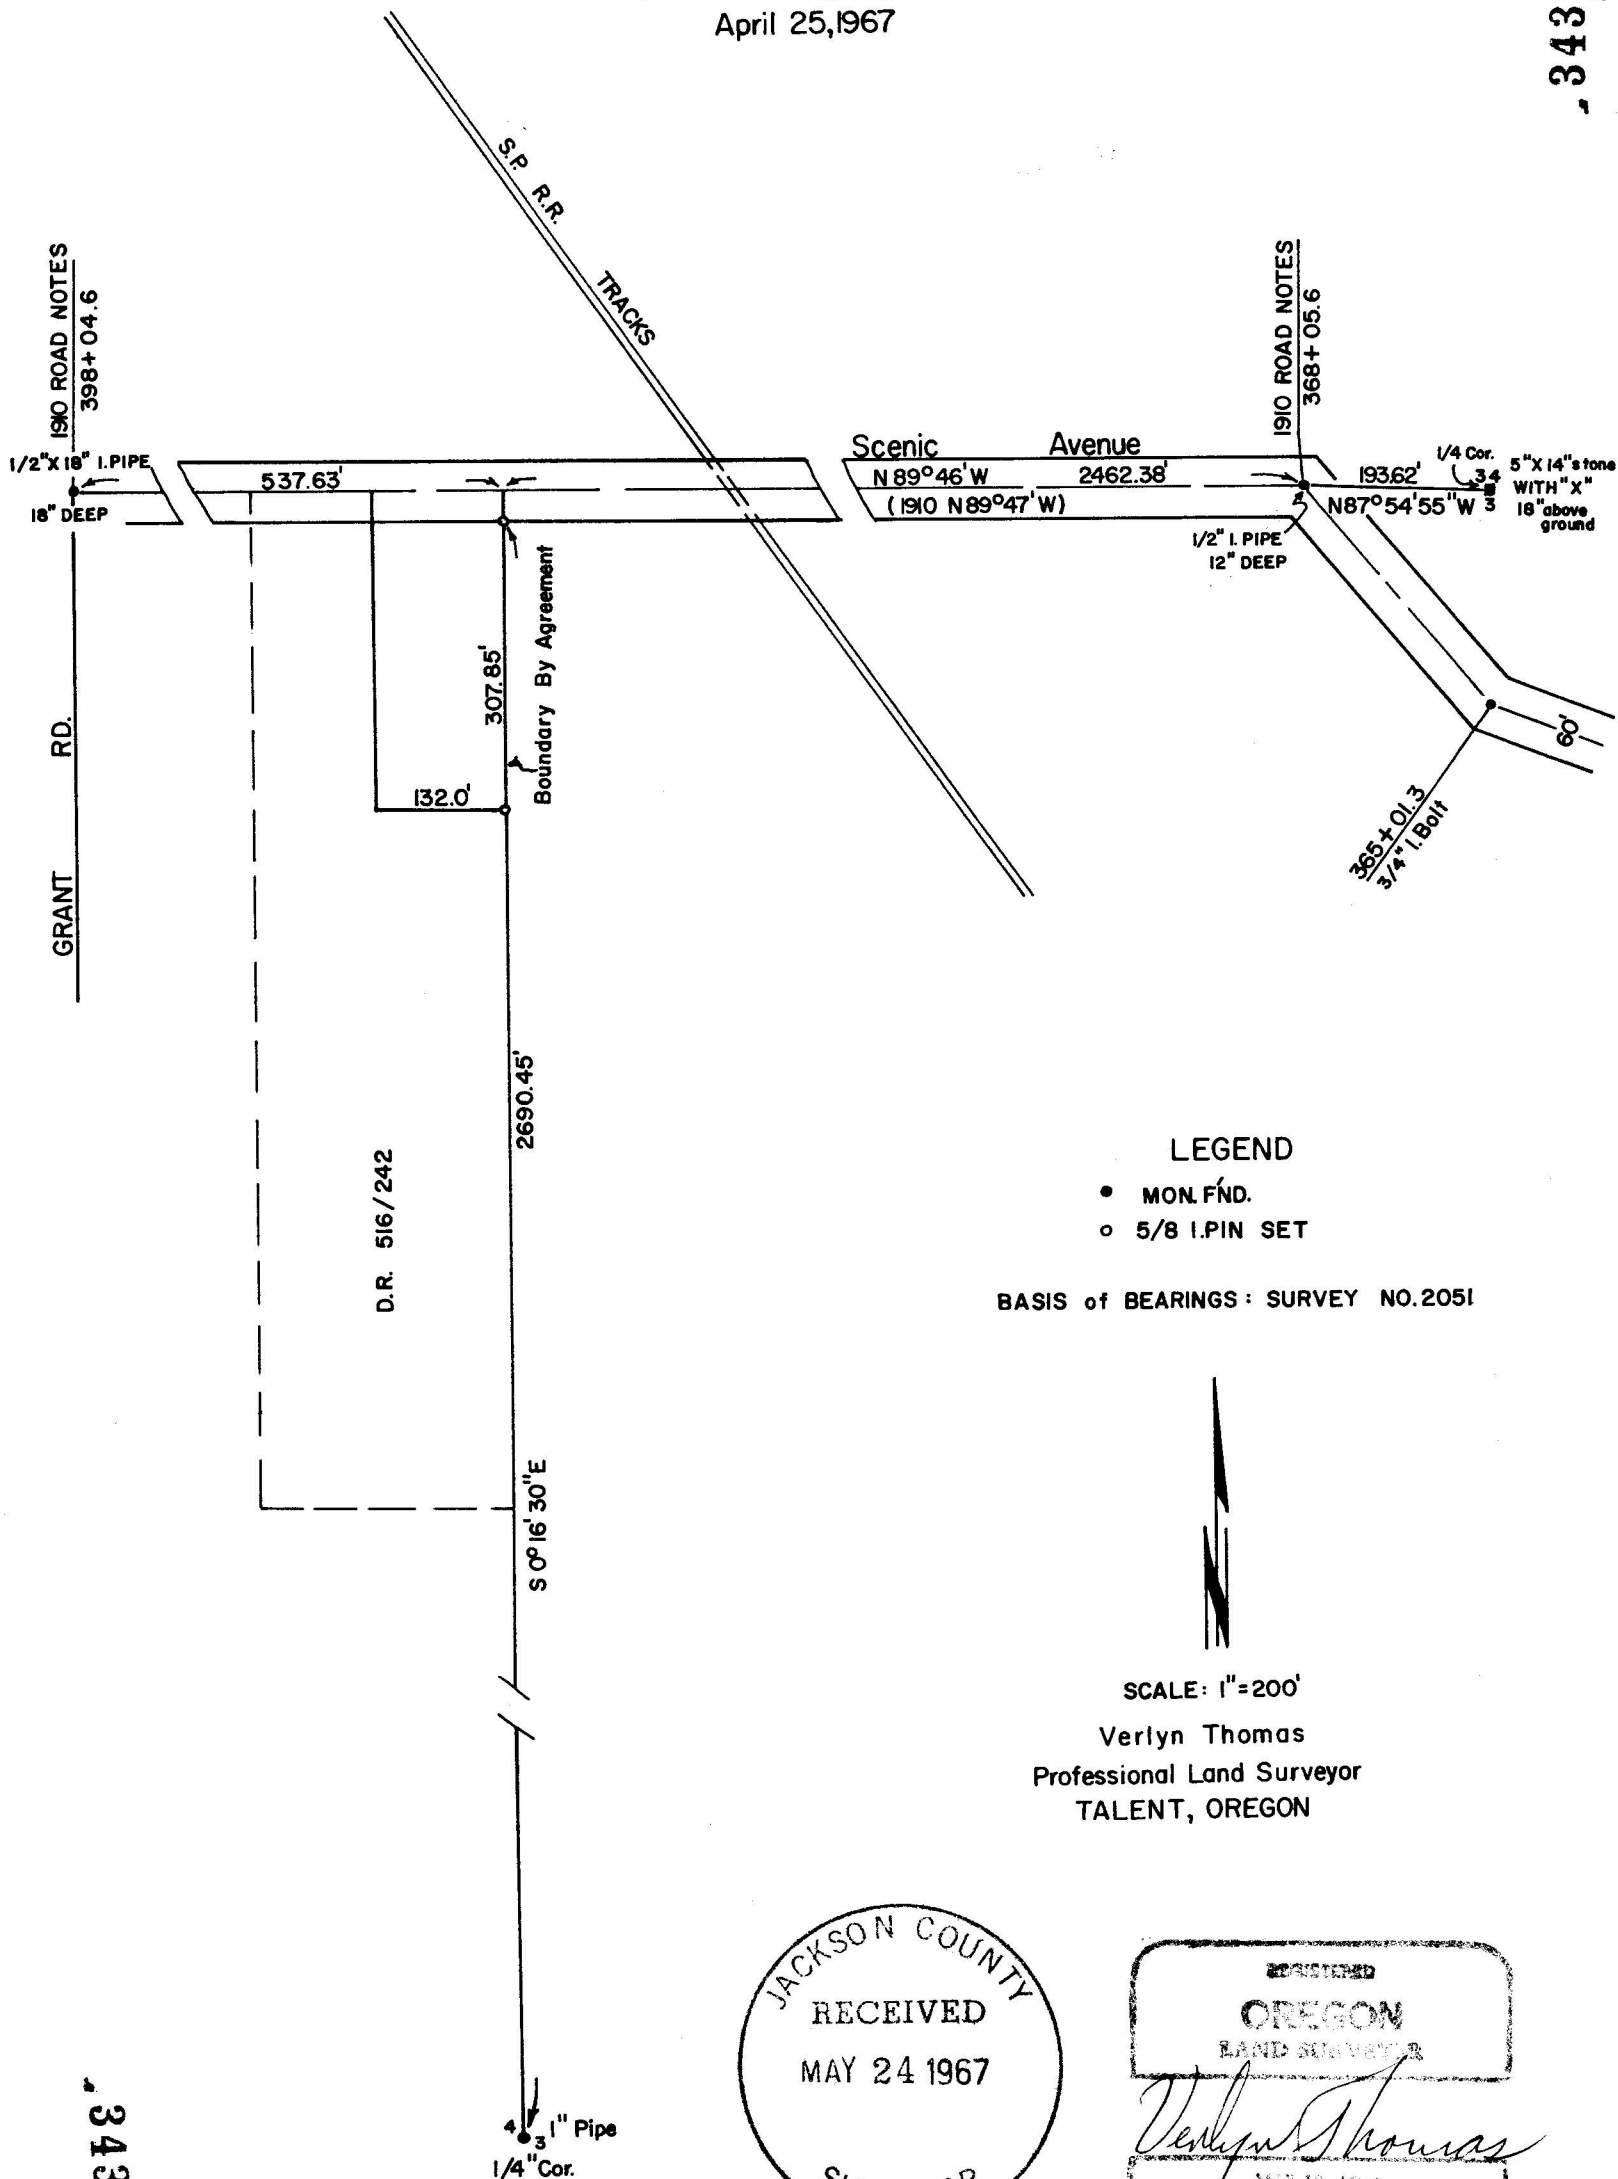 April 25,1967
343
S.P. R.R. TRACKS
1910 ROAD NOTES
398+04.6
1910 ROAD NOTES
368+05.6
1/2"X 18" I.PIPE
18" DEEP
537.63'
Scenic Avenue
N 89°46' W 2462.38'
(1910 N89°47' W)
193.62'
N87°54'55"W
1/4 Cor.
34
3
5"X 14"stone
WITH "X"
18"above
ground
1/2" I. PIPE
12" DEEP
307.85'
Boundary By Agreement
132.0'
GRANT RD.
60'
365+01.3
3/4" I.Bolt
2690.45'
D.R. 516/242
S 0°16'30"E
LEGEND
MON. F'ND.
5/8 I.PIN SET
BASIS of BEARINGS: SURVEY NO.2051
N
SCALE: 1"=200'
Verlyn Thomas
Professional Land Surveyor
TALENT, OREGON
JACKSON COUNTY
RECEIVED
MAY 24 1967
REGISTERED
OREGON
LAND SURVEYOR
Verlyn Thomas
4
3
1" Pipe
1/4"Cor.
343